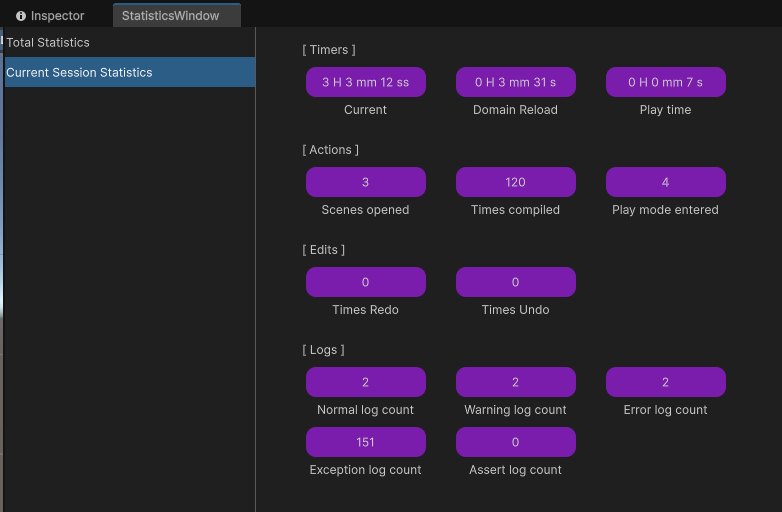 Inspector
StatisticsWindow
Total Statistics
Current Session Statistics
[ Timers ]
3 H 3 mm 12 ss
0 H 3 mm 31 s
0 H 0 mm 7 s
Current
Domain Reload
Play time
[ Actions ]
3
120
4
Scenes opened
Times compiled
Play mode entered
[ Edits ]
0
0
Times Redo
Times Undo
[ Logs ]
2
2
2
Normal log count
Warning log count
Error log count
151
0
Exception log count
Assert log count